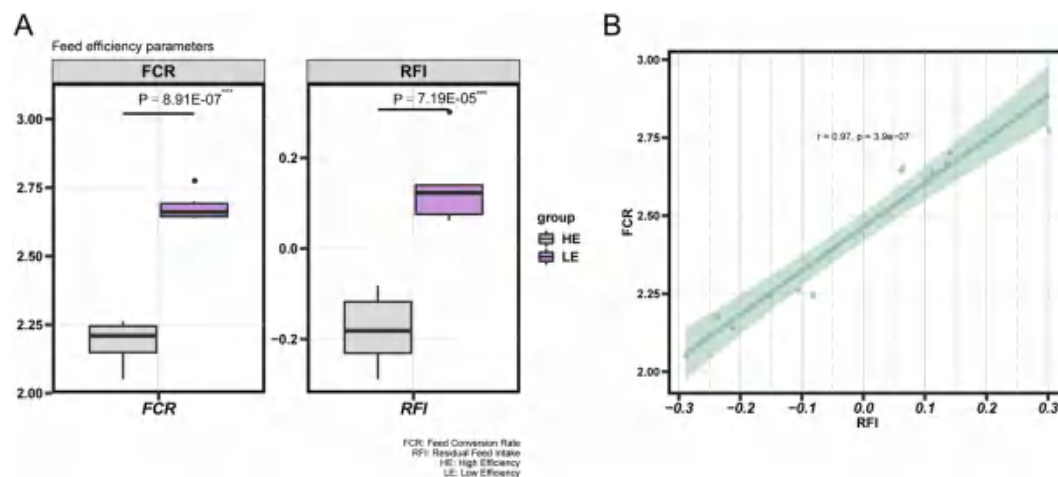 A
Feed efficiency parameters
FCR
RFI
P = 8.91E-07***
P = 7.19E-05***
3.00
2.75
2.50
2.25
2.00
0.2
0.0
−0.2
FCR
RFI
group
HE
LE
FCR: Feed Conversion Rate
RFI: Residual Feed Intake
HE: High Efficiency
LE: Low Efficiency
B
3.00
2.75
2.50
2.25
2.00
FCR
r = 0.97, p = 3.9e−07
−0.3 −0.2 −0.1 0.0 0.1 0.2 0.3
RFI